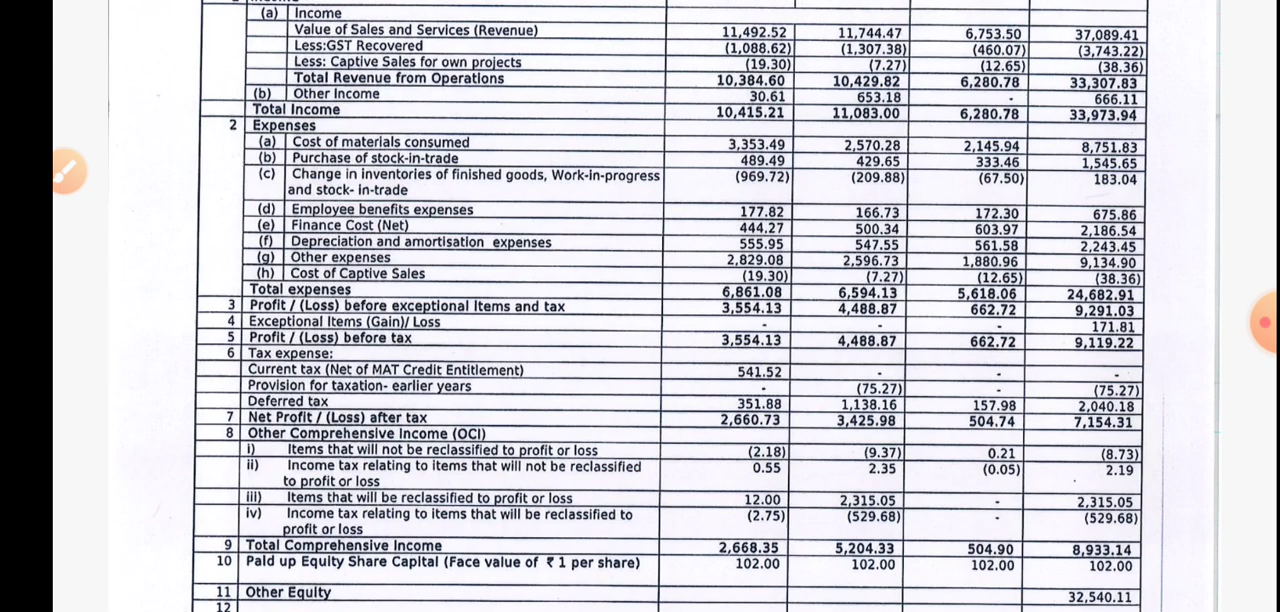 (a) Income
Value of Sales and Services (Revenue) 11,492.52 11,744.47 6,753.50 37,089.41
Less:GST Recovered (1,088.62) (1,307.38) (460.07) (3,743.22)
Less: Captive Sales for own projects (19.30) (7.27) (12.65) (38.36)
Total Revenue from Operations 10,384.60 10,429.82 6,280.78 33,307.83
(b) Other Income 30.61 653.18 - 666.11
Total Income 10,415.21 11,083.00 6,280.78 33,973.94
2 Expenses
(a) Cost of materials consumed 3,353.49 2,570.28 2,145.94 8,751.83
(b) Purchase of stock-in-trade 489.49 429.65 333.46 1,545.65
(c) Change in inventories of finished goods, Work-in-progress (969.72) (209.88) (67.50) 183.04
and stock- in-trade
(d) Employee benefits expenses 177.82 166.73 172.30 675.86
(e) Finance Cost (Net) 444.27 500.34 603.97 2,186.54
(f) Depreciation and amortisation expenses 555.95 547.55 561.58 2,243.45
(g) Other expenses 2,829.08 2,596.73 1,880.96 9,134.90
(h) Cost of Captive Sales (19.30) (7.27) (12.65) (38.36)
Total expenses 6,861.08 6,594.13 5,618.06 24,682.91
3 Profit / (Loss) before exceptional Items and tax 3,554.13 4,488.87 662.72 9,291.03
4 Exceptional Items (Gain)/ Loss - - - 171.81
5 Profit / (Loss) before tax 3,554.13 4,488.87 662.72 9,119.22
6 Tax expense:
Current tax (Net of MAT Credit Entitlement) 541.52 - - -
Provision for taxation- earlier years - (75.27) - (75.27)
Deferred tax 351.88 1,138.16 157.98 2,040.18
7 Net Profit / (Loss) after tax 2,660.73 3,425.98 504.74 7,154.31
8 Other Comprehensive Income (OCI)
i) Items that will not be reclassified to profit or loss (2.18) (9.37) 0.21 (8.73)
ii) Income tax relating to items that will not be reclassified 0.55 2.35 (0.05) 2.19
to profit or loss
iii) Items that will be reclassified to profit or loss 12.00 2,315.05 - 2,315.05
iv) Income tax relating to items that will be reclassified to (2.75) (529.68) - (529.68)
profit or loss
9 Total Comprehensive Income 2,668.35 5,204.33 504.90 8,933.14
10 Paid up Equity Share Capital (Face value of ₹ 1 per share) 102.00 102.00 102.00 102.00
11 Other Equity 32,540.11
12